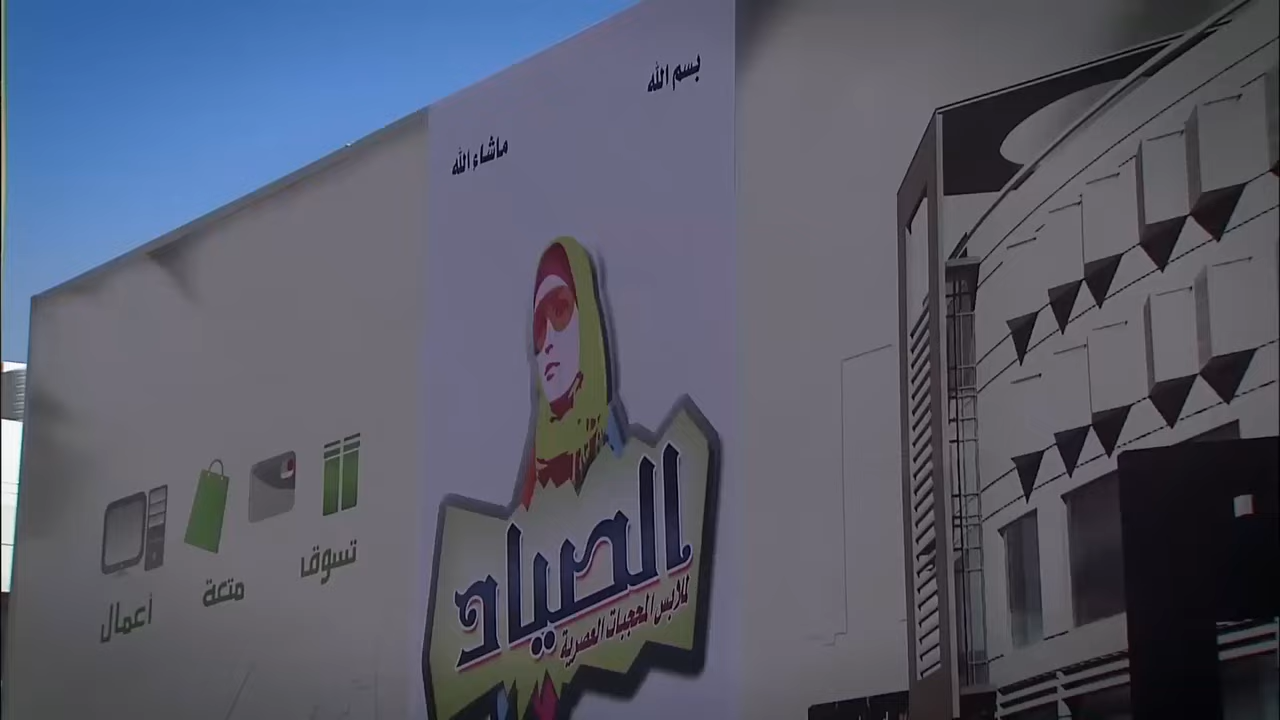 بسم الله
ماشاء الله
الصياد
لملابس المحجبات العصرية
تسوق
متعة
أعمال